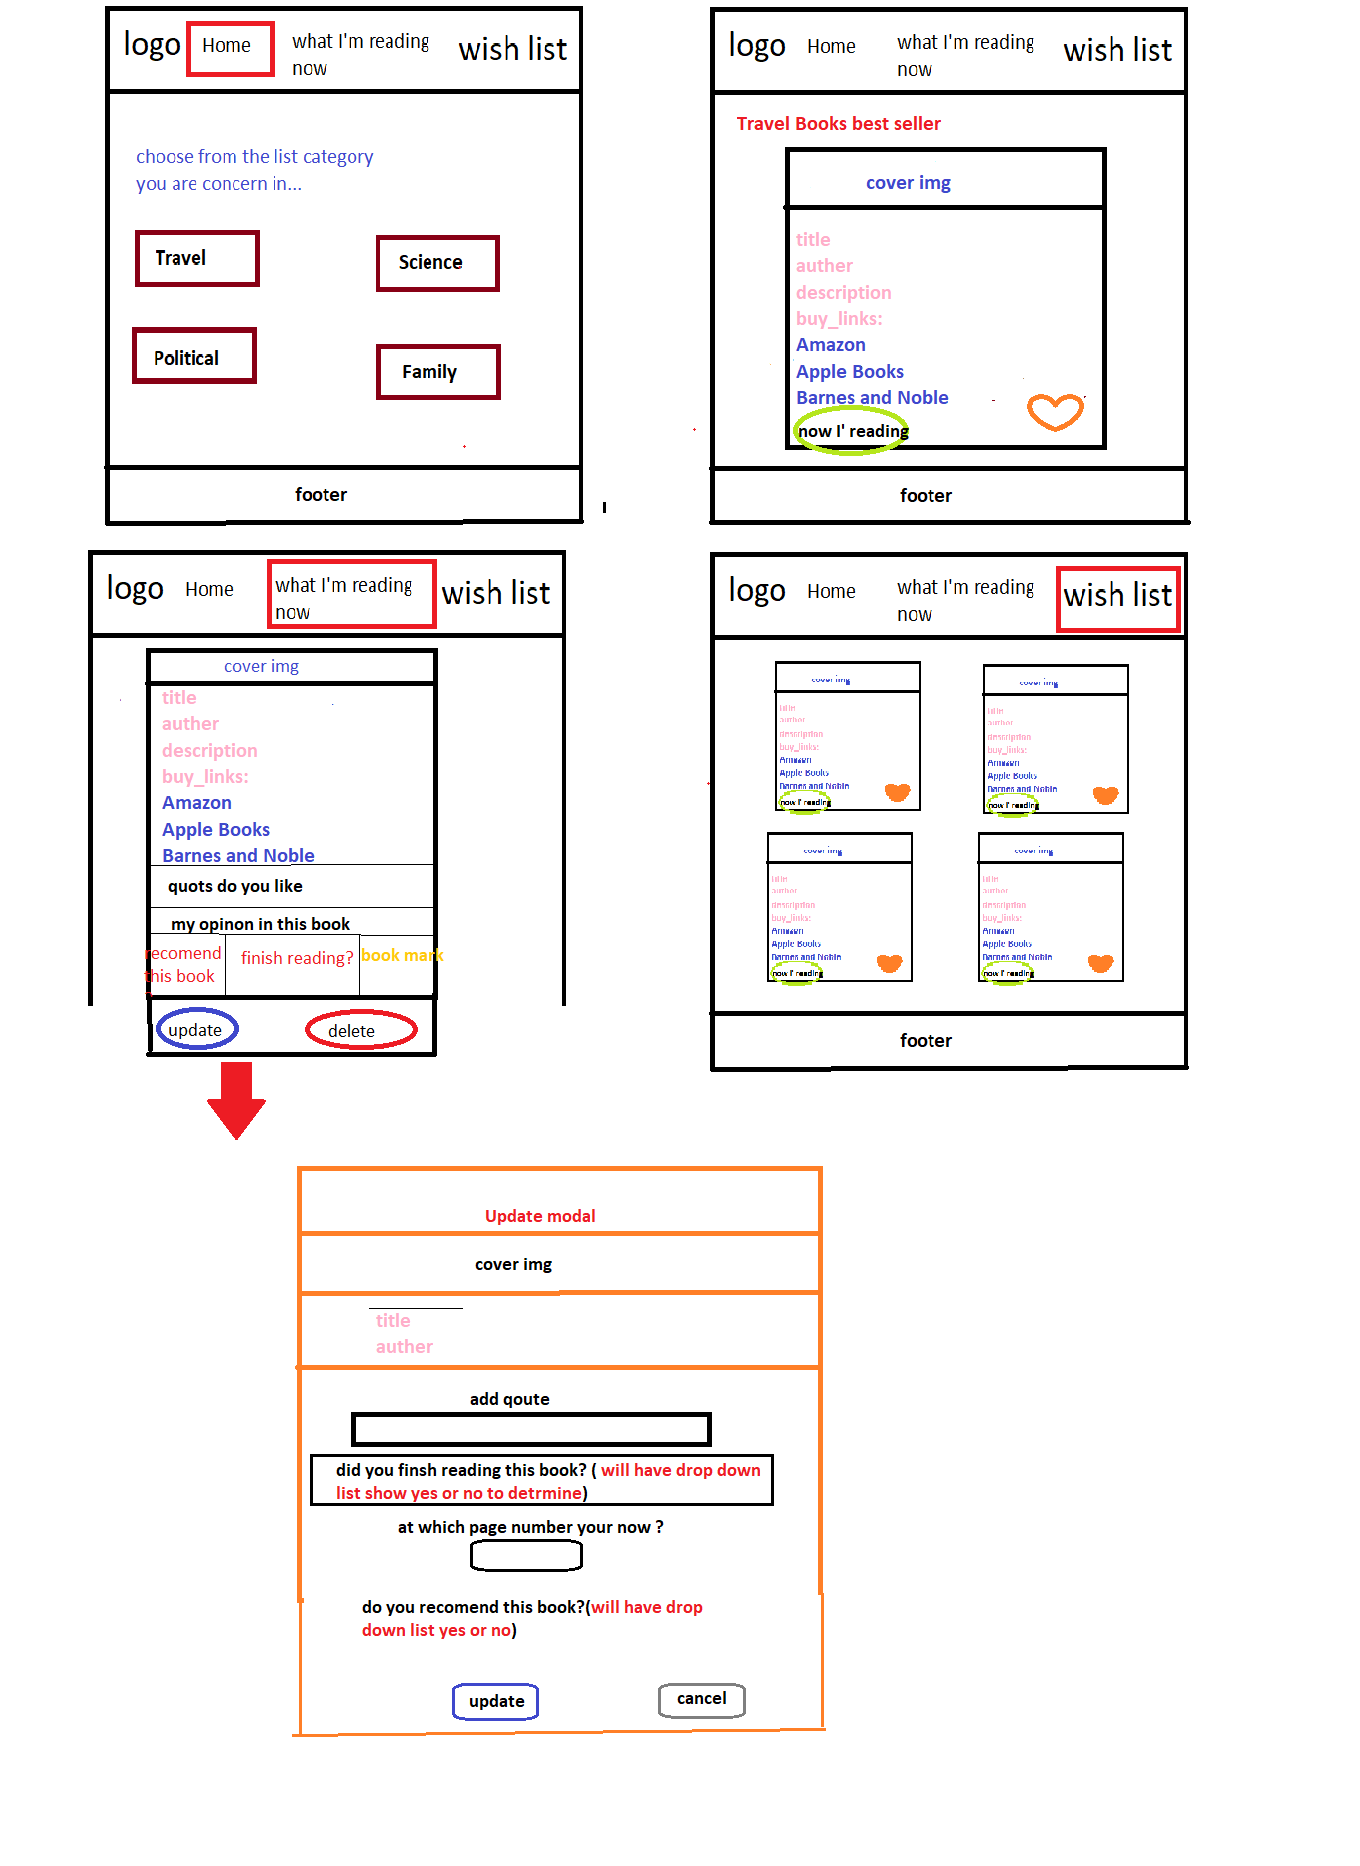 logo
Home
what I'm reading
now
wish list
choose from the list category
you are concern in...
Travel
Science
Political
Family
footer
logo
Home
what I'm reading
now
wish list
Travel Books best seller
cover img
title
auther
description
buy_links:
Amazon
Apple Books
Barnes and Noble
now I' reading
footer
logo
Home
what I'm reading
now
wish list
cover img
title
auther
description
buy_links:
Amazon
Apple Books
Barnes and Noble
quots do you like
my opinon in this book
recomend
this book
finish reading?
book mark
update
delete
logo
Home
what I'm reading
now
wish list
cover img
title
auther
description
buy_links:
Amazon
Apple Books
Barnes and Noble
now I' reading
cover img
title
auther
description
buy_links:
Amazon
Apple Books
Barnes and Noble
now I' reading
cover img
title
auther
description
buy_links:
Amazon
Apple Books
Barnes and Noble
now I' reading
cover img
title
auther
description
buy_links:
Amazon
Apple Books
Barnes and Noble
now I' reading
footer
Update modal
cover img
title
auther
add qoute
did you finsh reading this book? ( will have drop down
list show yes or no to detrmine)
at which page number your now ?
do you recomend this book?(will have drop
down list yes or no)
update
cancel